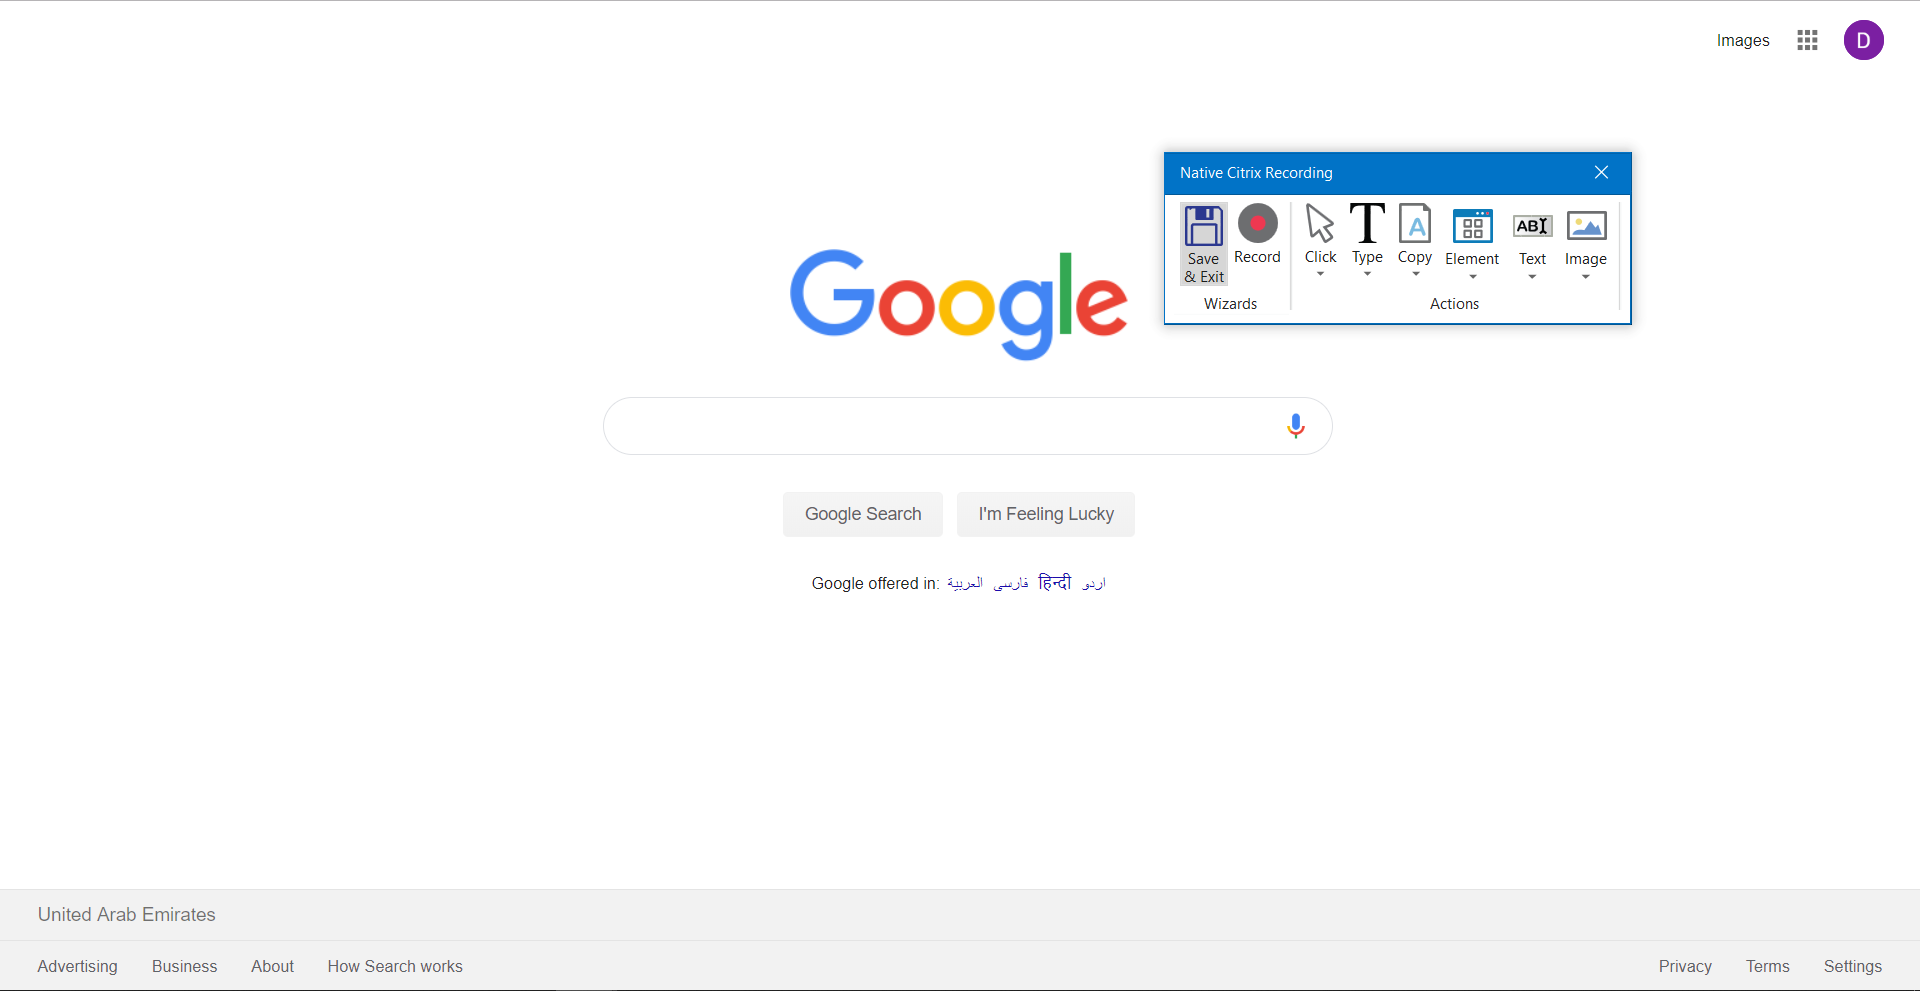 Images
D
Native Citrix Recording
Save
& Exit
Record
Click
Type
Copy
Element
ABI
Text
Image
Wizards
Actions
Google
Google Search
I'm Feeling Lucky
Google offered in: العربية فارسی हिन्दी اردو
United Arab Emirates
Advertising Business About How Search works
Privacy Terms Settings